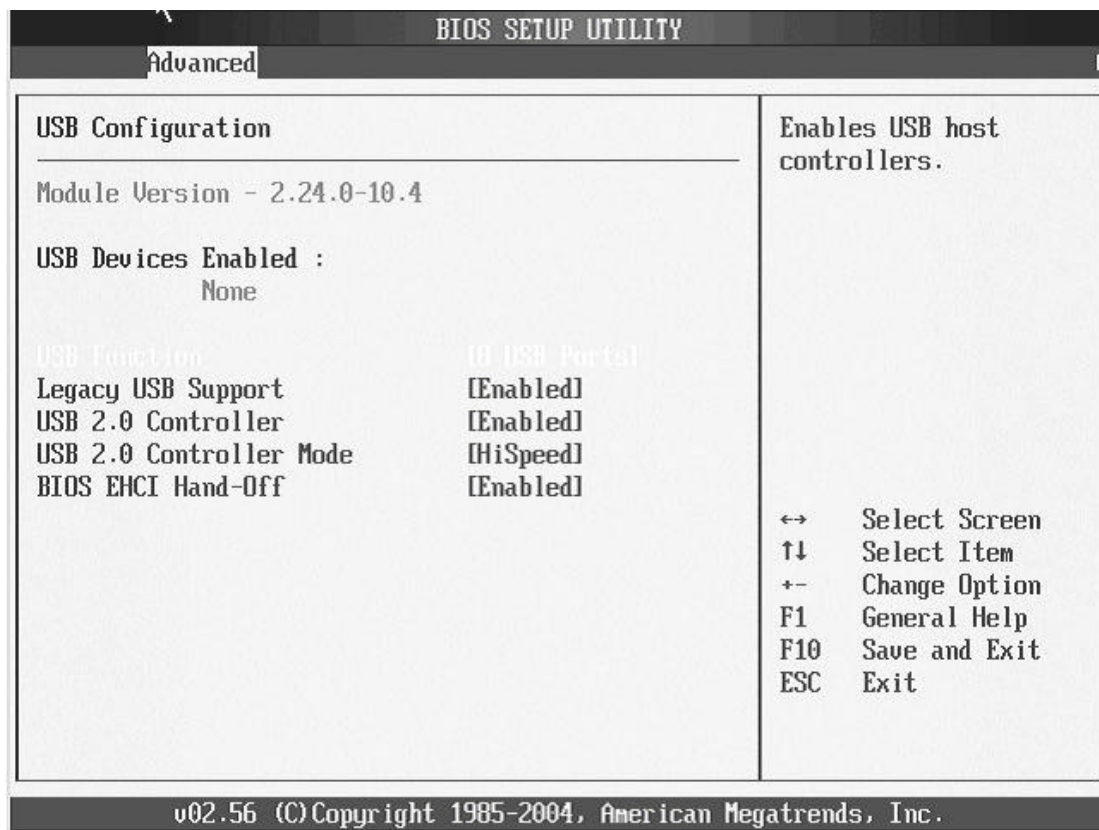 BIOS SETUP UTILITY
Advanced
USB Configuration
Module Version - 2.24.0-10.4
USB Devices Enabled :
None
USB Function [8 USB Ports]
Legacy USB Support [Enabled]
USB 2.0 Controller [Enabled]
USB 2.0 Controller Mode [HiSpeed]
BIOS EHCI Hand-Off [Enabled]
Enables USB host
controllers.
↔ Select Screen
↑↓ Select Item
+- Change Option
F1 General Help
F10 Save and Exit
ESC Exit
v02.56 (C)Copyright 1985-2004, American Megatrends, Inc.